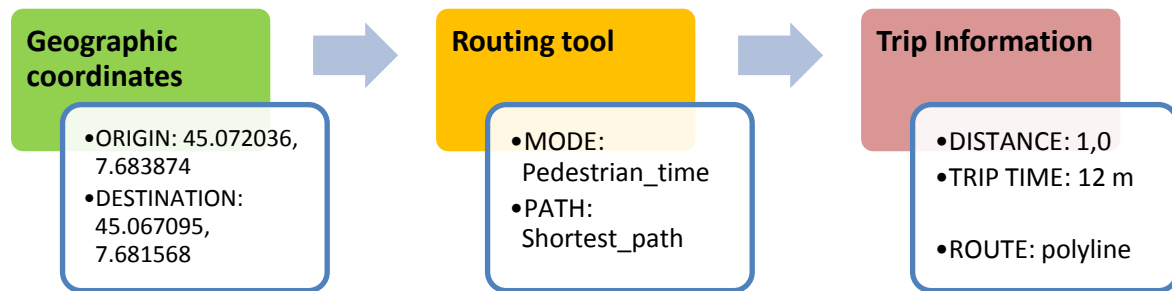 Geographic
coordinates
•ORIGIN: 45.072036,
7.683874
•DESTINATION:
45.067095,
7.681568
Routing tool
•MODE:
Pedestrian_time
•PATH:
Shortest_path
Trip Information
•DISTANCE: 1,0
•TRIP TIME: 12 m
•ROUTE: polyline